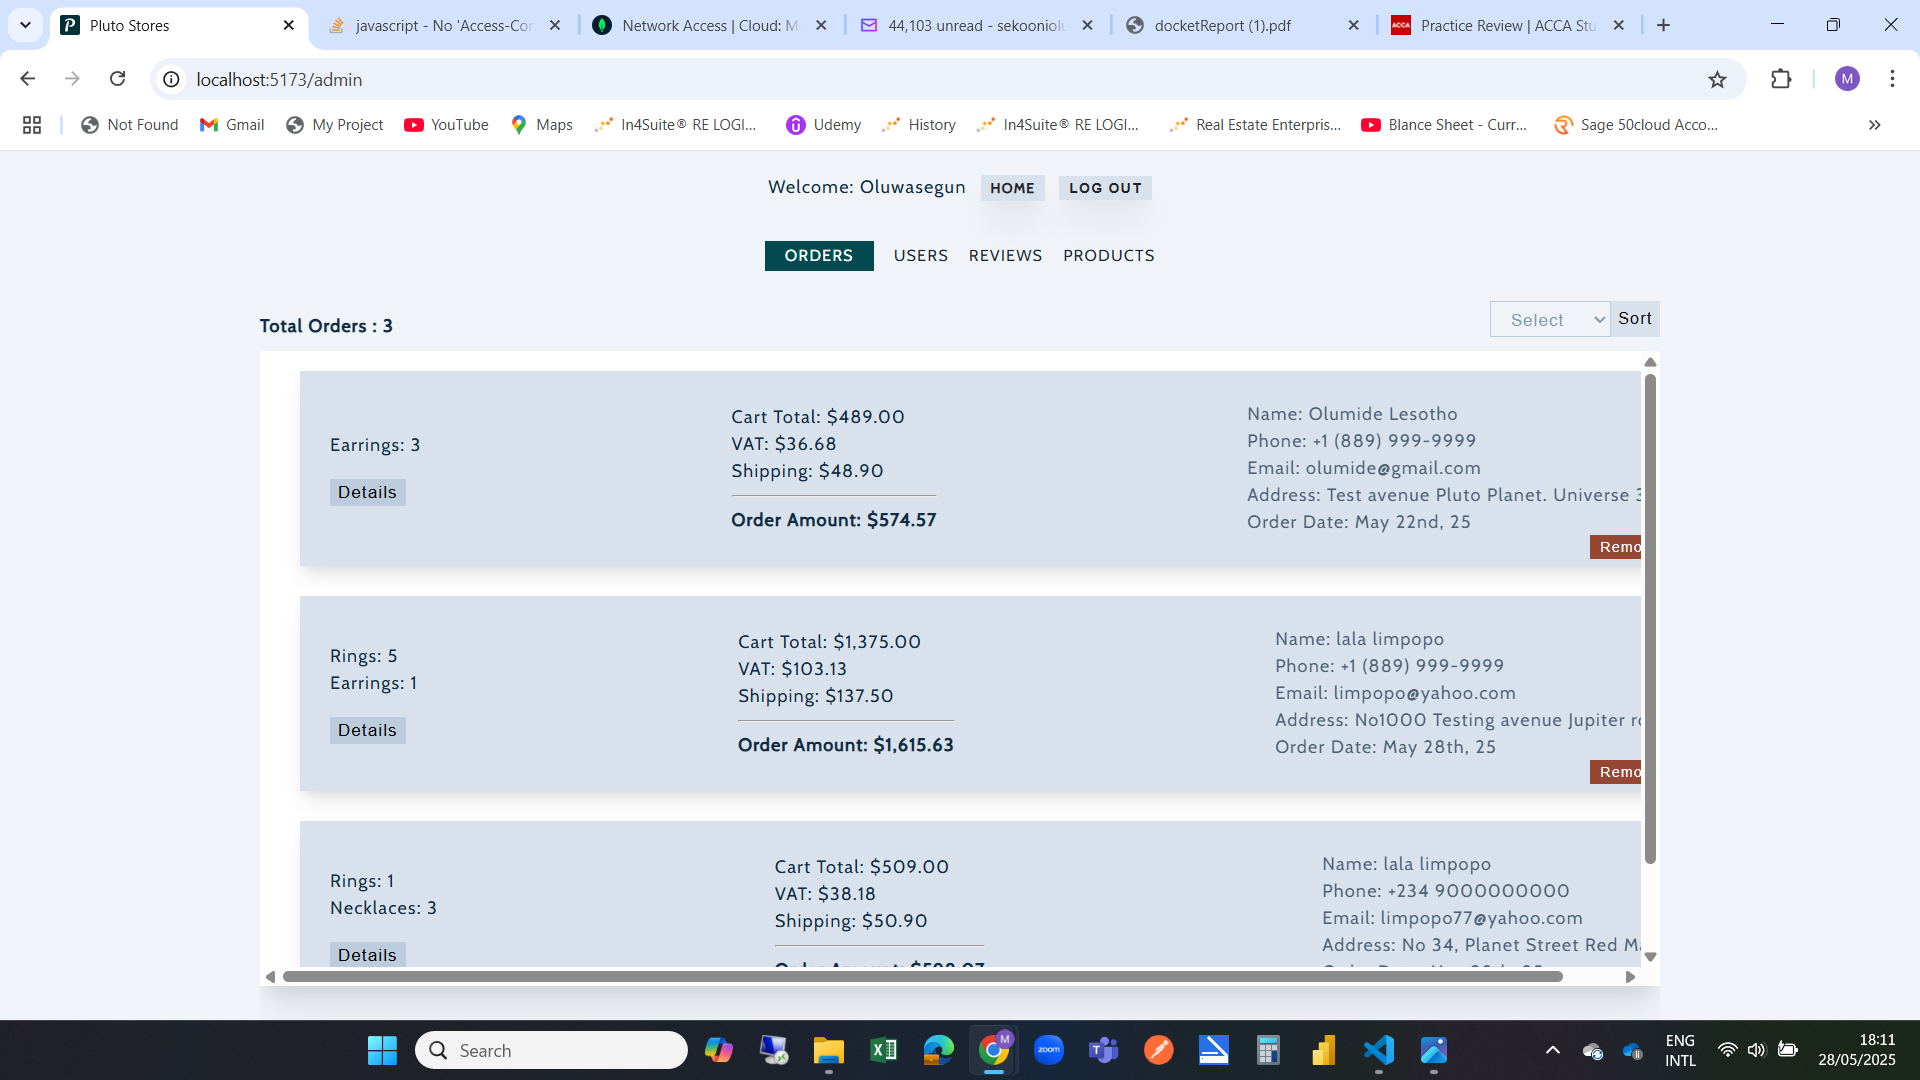 Pluto Stores
javascript - No 'Access-Con
Network Access | Cloud: M
44,103 unread - sekooniolu
docketReport (1).pdf
ACCA
Practice Review | ACCA Stu
localhost:5173/admin
M
Not Found
Gmail
My Project
YouTube
Maps
In4Suite® RE LOGI...
Udemy
History
In4Suite® RE LOGI...
Real Estate Enterpris...
Blance Sheet - Curr...
Sage 50cloud Acco...
Welcome: Oluwasegun
HOME
LOG OUT
ORDERS
USERS
REVIEWS
PRODUCTS
Total Orders : 3
Select
Sort
Earrings: 3
Details
Cart Total: $489.00
VAT: $36.68
Shipping: $48.90
Order Amount: $574.57
Name: Olumide Lesotho
Phone: +1 (889) 999-9999
Email: olumide@gmail.com
Address: Test avenue Pluto Planet. Universe 3
Order Date: May 22nd, 25
Remo
Rings: 5
Earrings: 1
Details
Cart Total: $1,375.00
VAT: $103.13
Shipping: $137.50
Order Amount: $1,615.63
Name: lala limpopo
Phone: +1 (889) 999-9999
Email: limpopo@yahoo.com
Address: No1000 Testing avenue Jupiter ro
Order Date: May 28th, 25
Remo
Rings: 1
Necklaces: 3
Details
Cart Total: $509.00
VAT: $38.18
Shipping: $50.90
Name: lala limpopo
Phone: +234 9000000000
Email: limpopo77@yahoo.com
Address: No 34, Planet Street Red Ma
Search
M
zoom
ENG
INTL
18:11
28/05/2025